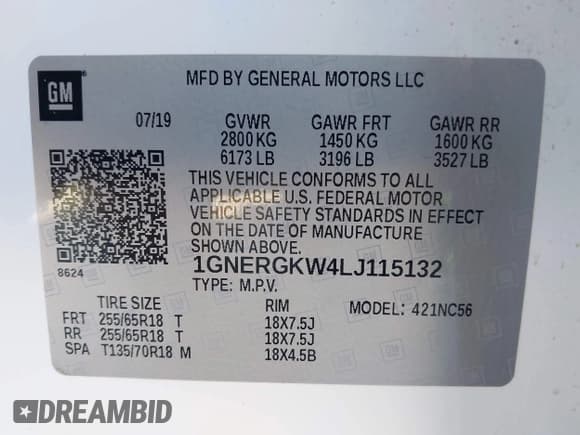 GM
MFD BY GENERAL MOTORS LLC
07/19 GVWR GAWR FRT GAWR RR
2800 KG 1450 KG 1600 KG
6173 LB 3196 LB 3527 LB
THIS VEHICLE CONFORMS TO ALL
APPLICABLE U.S. FEDERAL MOTOR
VEHICLE SAFETY STANDARDS IN EFFECT
ON THE DATE OF MANUFACTURE
SHOWN ABOVE.
8624
1GNERGKW4LJ115132
TYPE: M.P.V.
TIRE SIZE RIM MODEL: 421NC56
FRT 255/65R18 T 18X7.5J
RR 255/65R18 T 18X7.5J
SPA T135/70R18 M 18X4.5B
DREAMBID